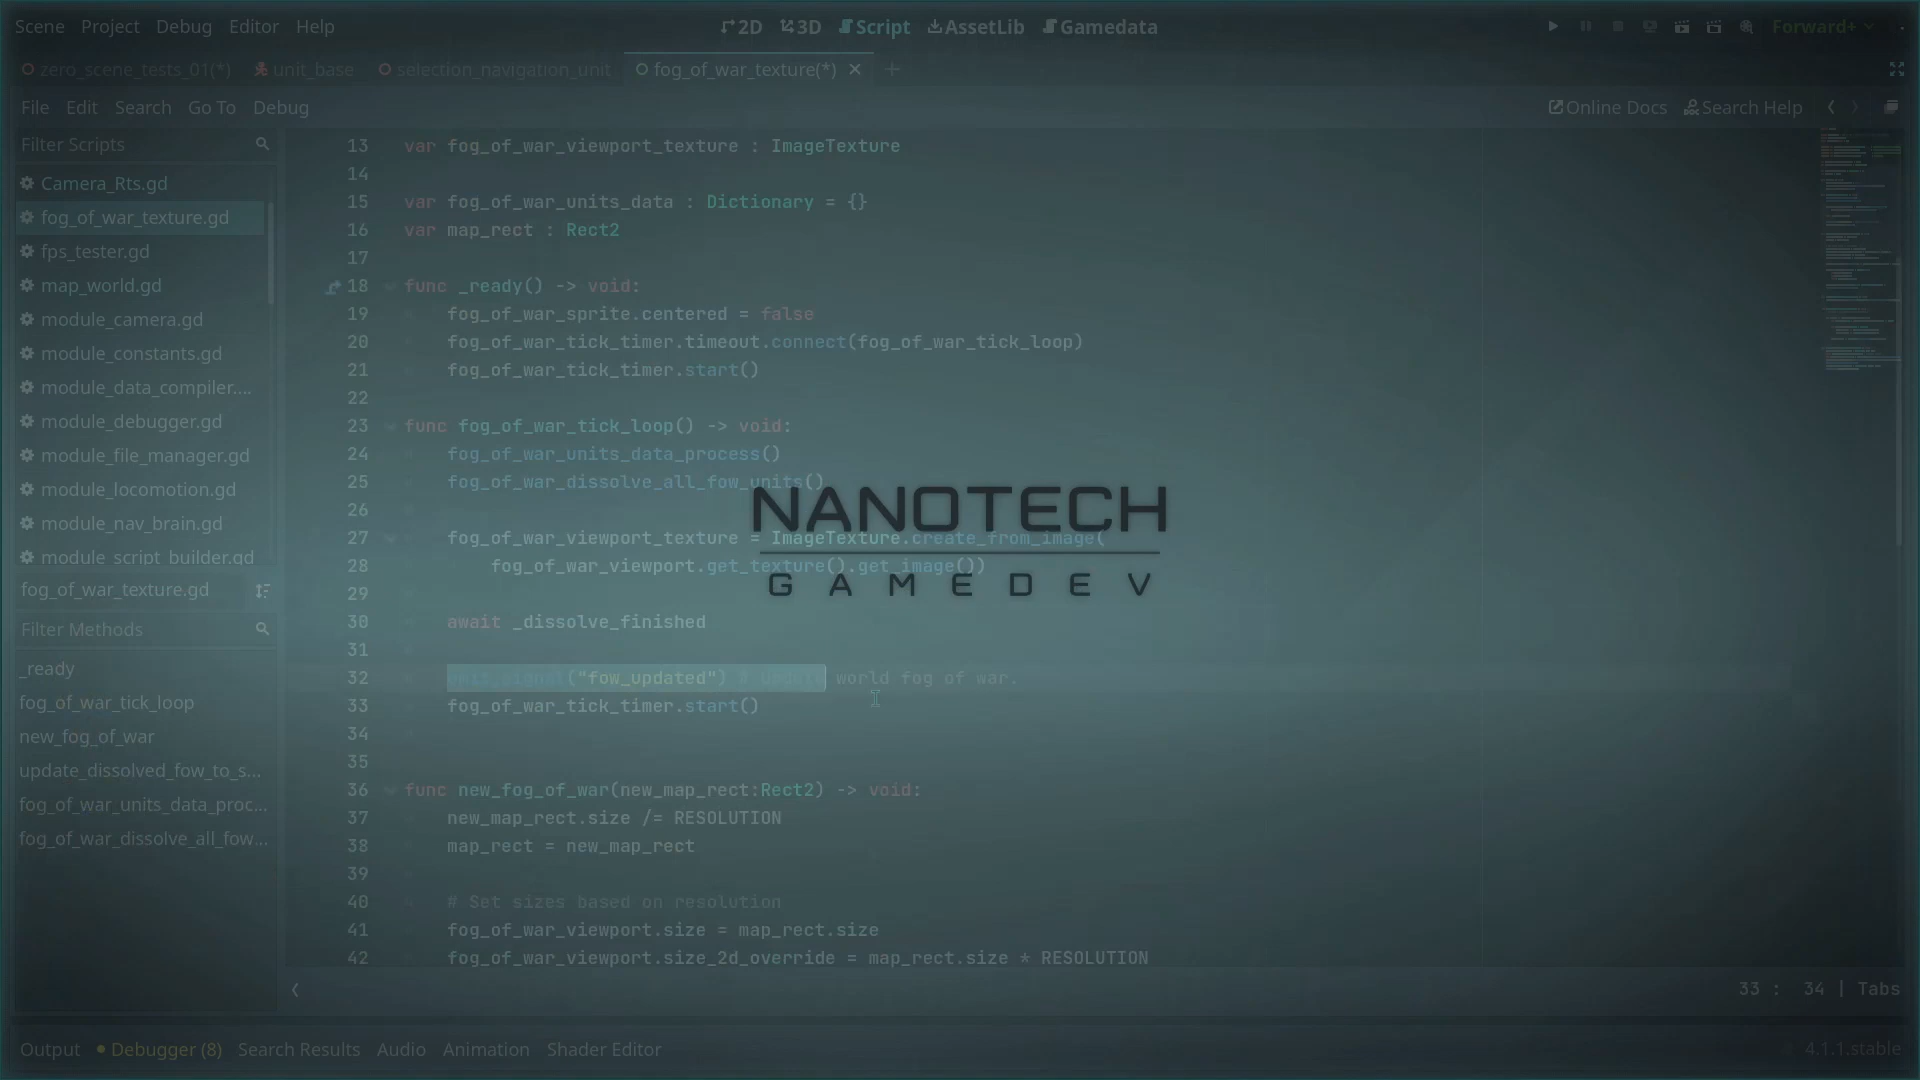 Scene Project Debug Editor Help
2D 3D Script AssetLib Gamedata
Forward+
zero_scene_tests_01(*) unit_base selection_navigation_unit fog_of_war_texture(*)
File Edit Search Go To Debug
Online Docs Search Help
Filter Scripts
Camera_Rts.gd
fog_of_war_texture.gd
fps_tester.gd
map_world.gd
module_camera.gd
module_constants.gd
module_data_compiler....
module_debugger.gd
module_file_manager.gd
module_locomotion.gd
module_nav_brain.gd
module_script_builder.gd
fog_of_war_texture.gd
Filter Methods
_ready
fog_of_war_tick_loop
new_fog_of_war
update_dissolved_fow_to_s...
fog_of_war_units_data_proc...
fog_of_war_dissolve_all_fow...
13 var fog_of_war_viewport_texture : ImageTexture
14
15 var fog_of_war_units_data : Dictionary = {}
16 var map_rect : Rect2
17
18 func _ready() -> void:
19 fog_of_war_sprite.centered = false
20 fog_of_war_tick_timer.timeout.connect(fog_of_war_tick_loop)
21 fog_of_war_tick_timer.start()
22
23 func fog_of_war_tick_loop() -> void:
24 fog_of_war_units_data_process()
25 fog_of_war_dissolve_all_fow_units()
26
27 fog_of_war_viewport_texture = ImageTexture.create_from_image(
28 fog_of_war_viewport.get_texture().get_image())
29
30 await _dissolve_finished
31
32 emit_signal("fow_updated") # Update world fog of war.
33 fog_of_war_tick_timer.start()
34
35
36 func new_fog_of_war(new_map_rect:Rect2) -> void:
37 new_map_rect.size /= RESOLUTION
38 map_rect = new_map_rect
39
40 # Set sizes based on resolution
41 fog_of_war_viewport.size = map_rect.size
42 fog_of_war_viewport.size_2d_override = map_rect.size * RESOLUTION
NANOTECH
GAMEDEV
33 : 34 | Tabs
Output Debugger (8) Search Results Audio Animation Shader Editor
4.1.1.stable